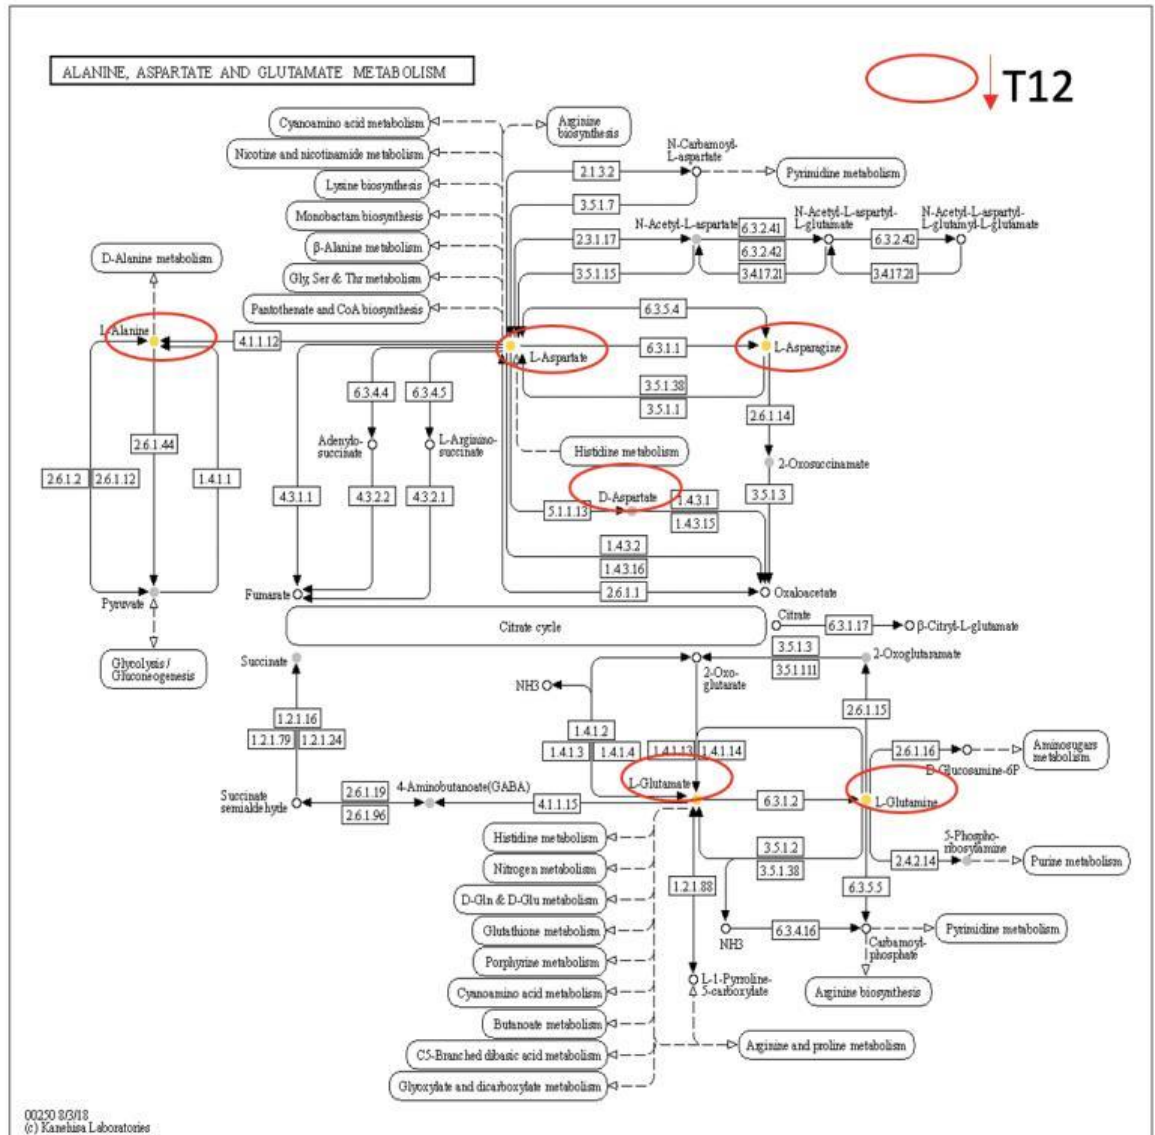 ALANINE, ASPARTATE AND GLUTAMATE METABOLISM
T12
Cyanoamino acid metabolism
Arginine
biosynthesis
Nicotine and nicotinamide metabolism
N-Carbamoyl-
L-aspartate
2.1.3.2
Pyrimidine metabolism
Lysine biosynthesis
3.5.1.7
Monobactam biosynthesis
N-Acetyl-L-aspartate
N-Acetyl-L-aspartyl-
L-glutamate
N-Acetyl-L-aspartyl-
L-glutamyl-L-glutamate
6.3.2.41
2.3.1.17
6.3.2.42
6.3.2.42
β-Alanine metabolism
D-Alanine metabolism
3.5.1.15
3.4.17.21
3.4.17.21
Gly, Ser & Thr metabolism
Pantothenate and CoA biosynthesis
6.3.5.4
L-Alanine
4.1.1.12
L-Aspartate
6.3.1.1
L-Asparagine
3.5.1.38
3.5.1.1
6.3.4.4
6.3.4.5
2.6.1.14
2.6.1.44
Adenylo-
succinate
L-Arginino-
succinate
Histidine metabolism
2-Oxosuccinamate
2.6.1.2
2.6.1.12
1.4.1.1
4.3.1.1
4.3.2.2
4.3.2.1
D-Aspartate
1.4.3.1
3.5.1.3
5.1.1.13
1.4.3.15
1.4.3.2
1.4.3.16
2.6.1.1
Pyruvate
Fumarate
Oxaloacetate
Citrate cycle
Citrate
6.3.1.17
β-Citryl-L-glutamate
Glycolysis /
Gluconeogenesis
Succinate
3.5.1.3
3.5.1.111
2-Oxoglutaramate
2-Oxo-
glutarate
NH3
1.2.1.16
1.2.1.79
1.2.1.24
1.4.1.2
1.4.1.3
1.4.1.4
1.4.1.13
1.4.1.14
2.6.1.15
2.6.1.16
Aminosugars
metabolism
D-Glucosamine-6P
L-Glutamate
Succinate
semialdehyde
2.6.1.19
2.6.1.96
4-Aminobutanoate(GABA)
4.1.1.15
6.3.1.2
L-Glutamine
Histidine metabolism
3.5.1.2
3.5.1.38
5-Phospho-
ribosylamine
2.4.2.14
Purine metabolism
Nitrogen metabolism
1.2.1.88
6.3.5.5
D-Gln & D-Glu metabolism
Glutathione metabolism
NH3
6.3.4.16
Carbamoyl-
phosphate
Pyrimidine metabolism
Porphyrine metabolism
L-1-Pyrroline-
5-carboxylate
Arginine biosynthesis
Cyanoamino acid metabolism
Butanoate metabolism
Arginine and proline metabolism
C5-Branched dibasic acid metabolism
Glyoxylate and dicarboxylate metabolism
00250 8/3/18
(c) Kanehisa Laboratories